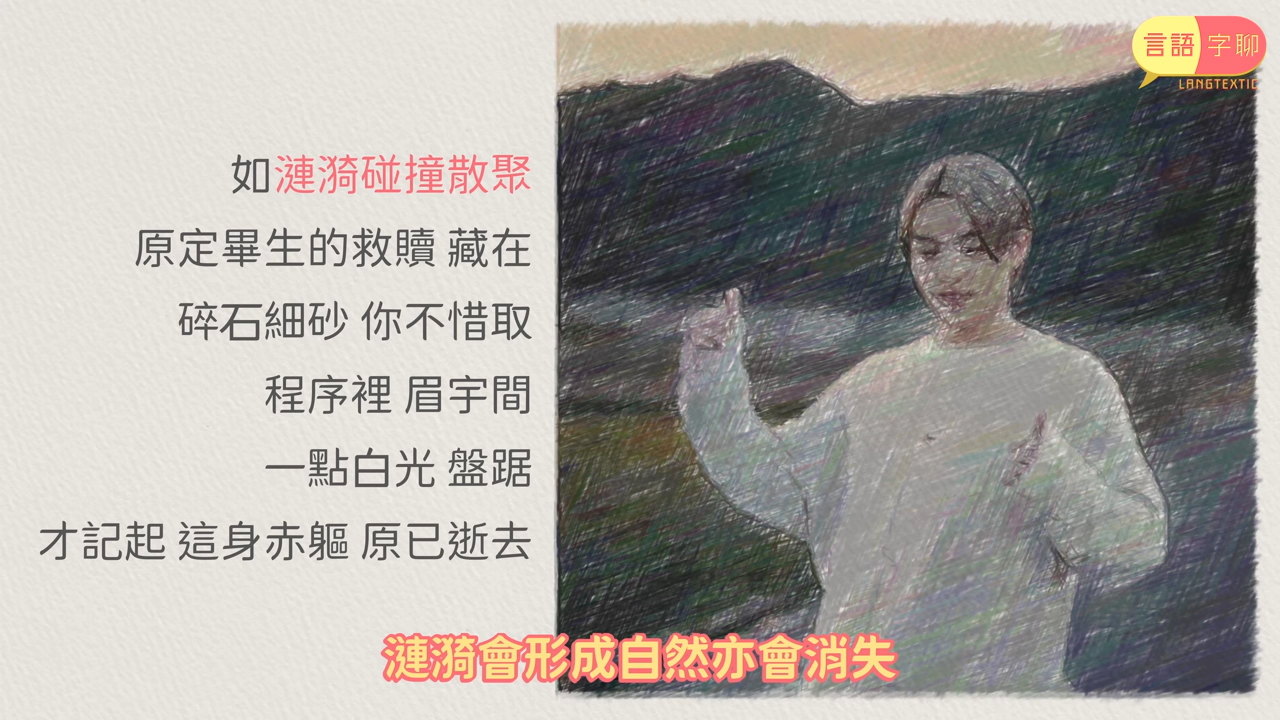 言語字聊
LANGTEXTIC
如漣漪碰撞散聚
原定畢生的救贖 藏在
碎石細砂 你不惜取
程序裡 眉宇間
一點白光 盤踞
才記起 這身赤軀 原已逝去
漣漪會形成自然亦會消失